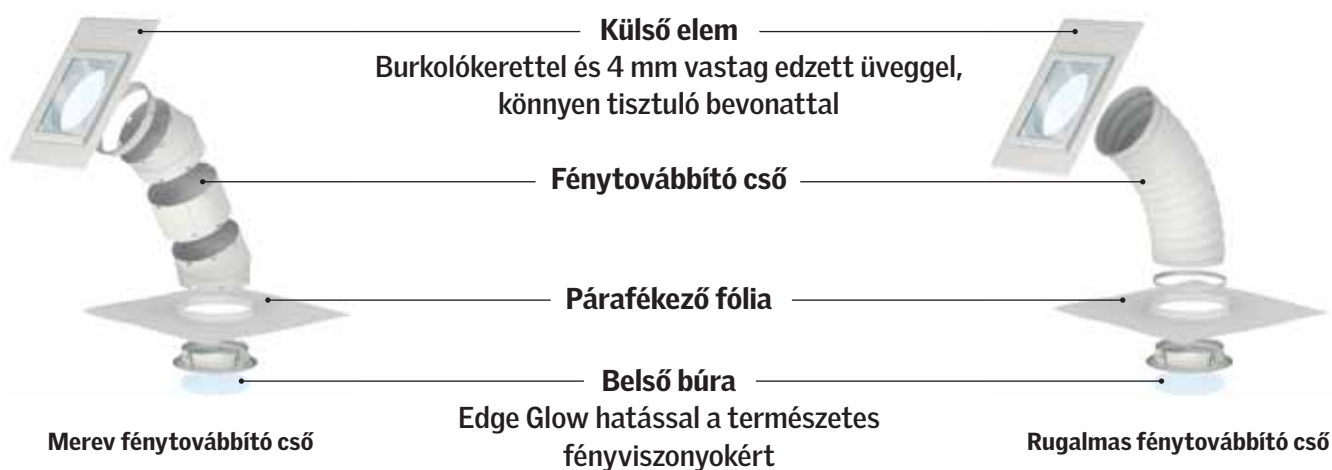 Külső elem
Burkolókerettel és 4 mm vastag edzett üveggel,
könnyen tisztuló bevonattal
Fénytovábbító cső
Párafékező fólia
Belső búra
Edge Glow hatással a természetes
fényviszonyokért
Merev fénytovábbító cső
Rugalmas fénytovábbító cső